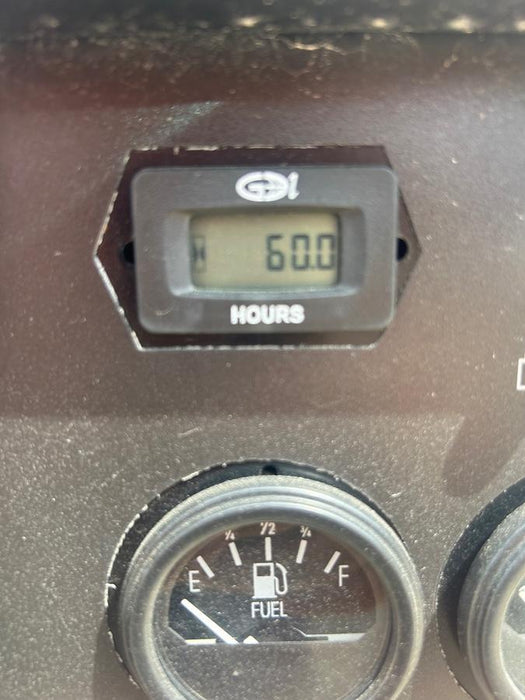 60.0
HOURS
E ¼ ½ ¾ F
FUEL